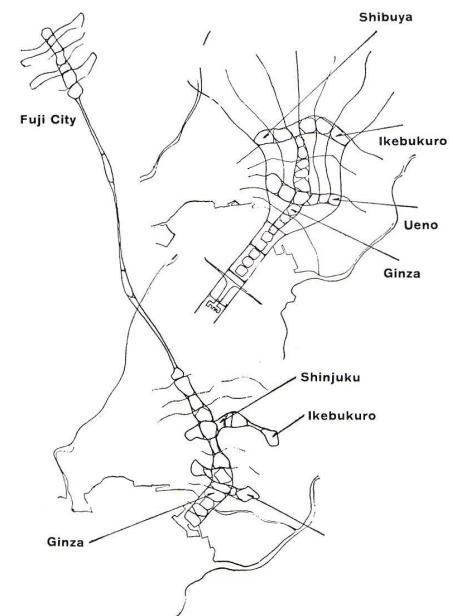 Shibuya
Fuji City
Ikebukuro
Ueno
Ginza
Shinjuku
Ikebukuro
Ginza